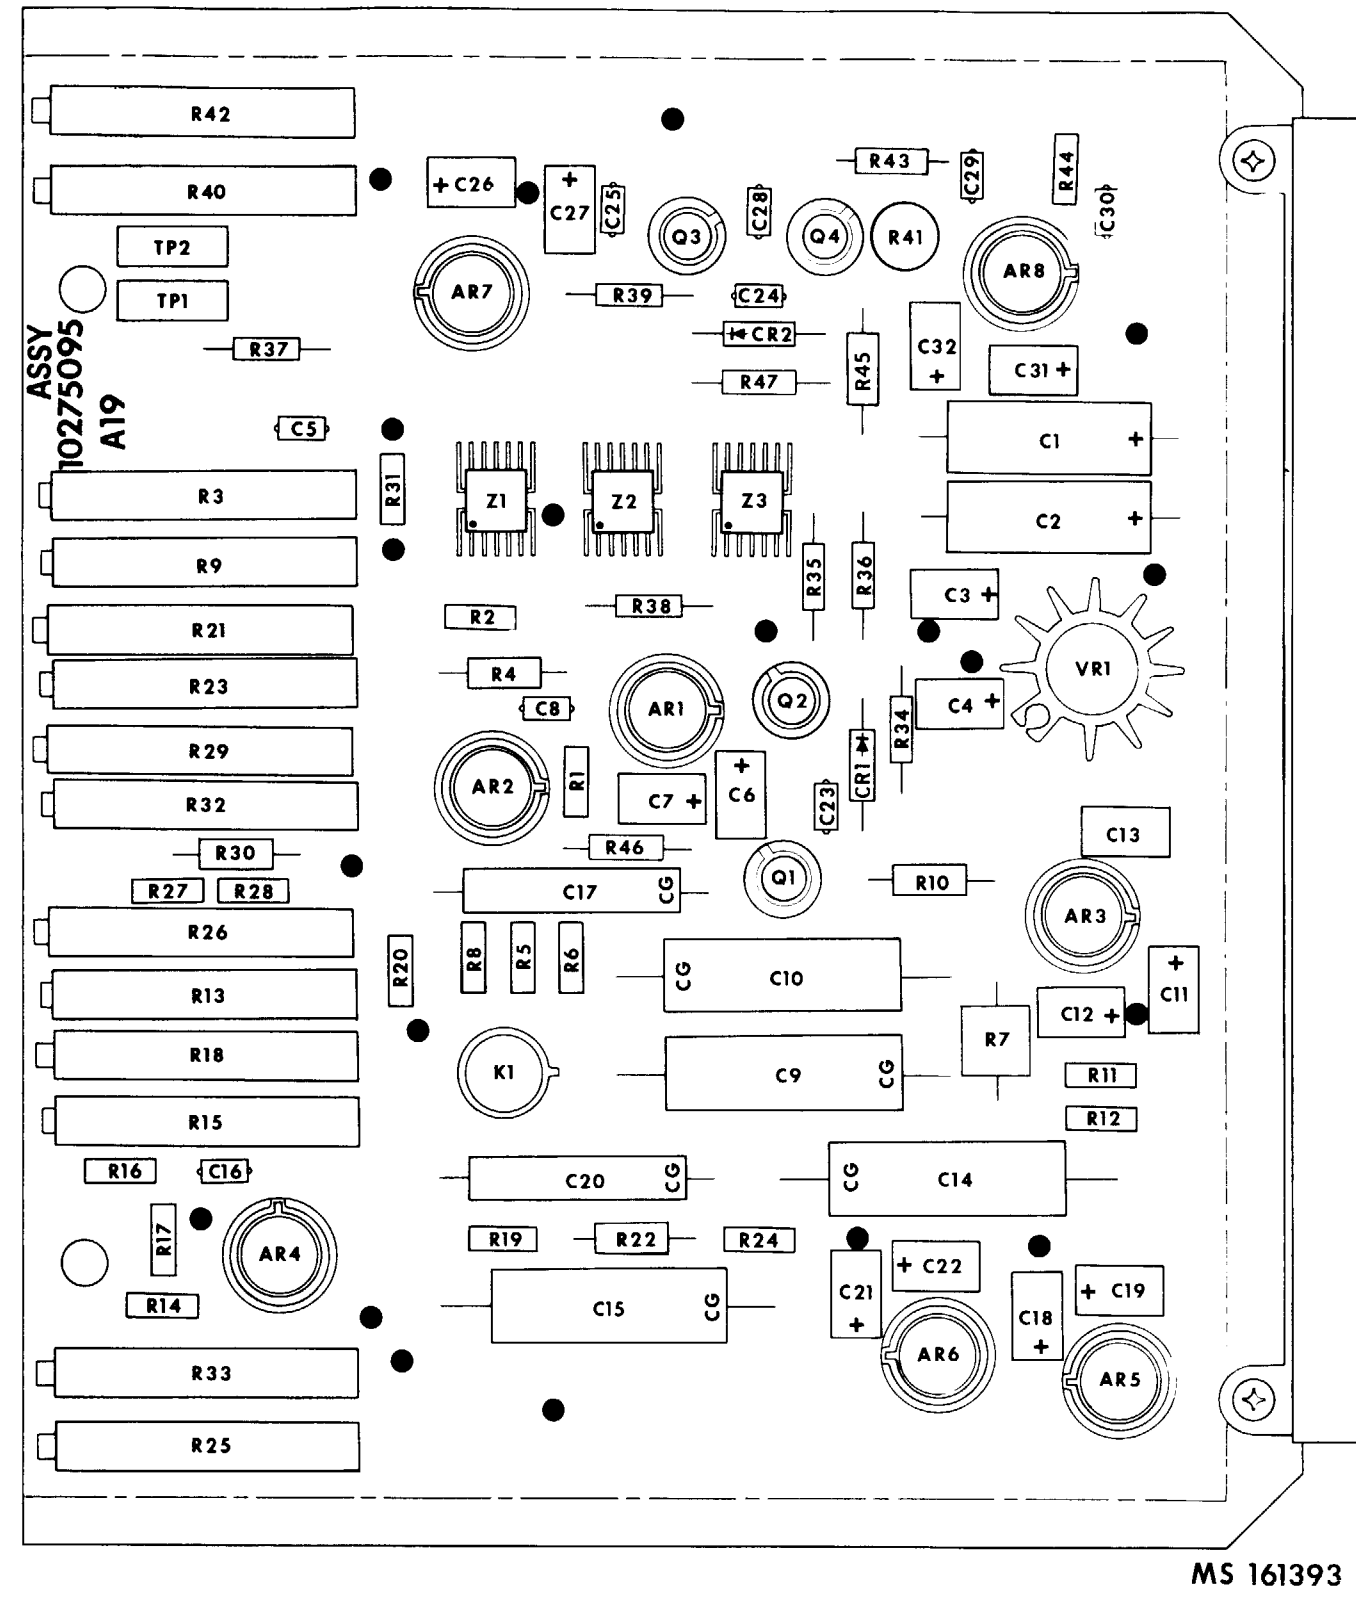 R42
R43
C29
R44
R40
+ C26
+
C27
C25
C28
C30
Q3
Q4
R41
TP2
AR8
TP1
AR7
R39
C24
CR2
R37
C32
+
C31 +
R47
R45
ASSY
10275095
A19
C5
C1 +
R3
R31
Z1
Z2
Z3
C2 +
R9
R35
R36
C3 +
R21
R2
R38
R23
R4
VR1
AR1
C8
Q2
C4 +
R34
R29
AR2
R1
C7 +
+
C6
CR1
C23
R32
R30
R46
C13
R27
R28
C17
CG
Q1
R10
AR3
R26
R20
R8
R5
R6
CG
C10
+
C11
R13
C12 +
R18
K1
C9
CG
R7
R11
R15
R12
R16
C16
C20
CG
CG
C14
R17
AR4
R19
R22
R24
+ C22
C21
+
+ C19
R14
C15
CG
C18
+
AR6
AR5
R33
R25
MS 161393